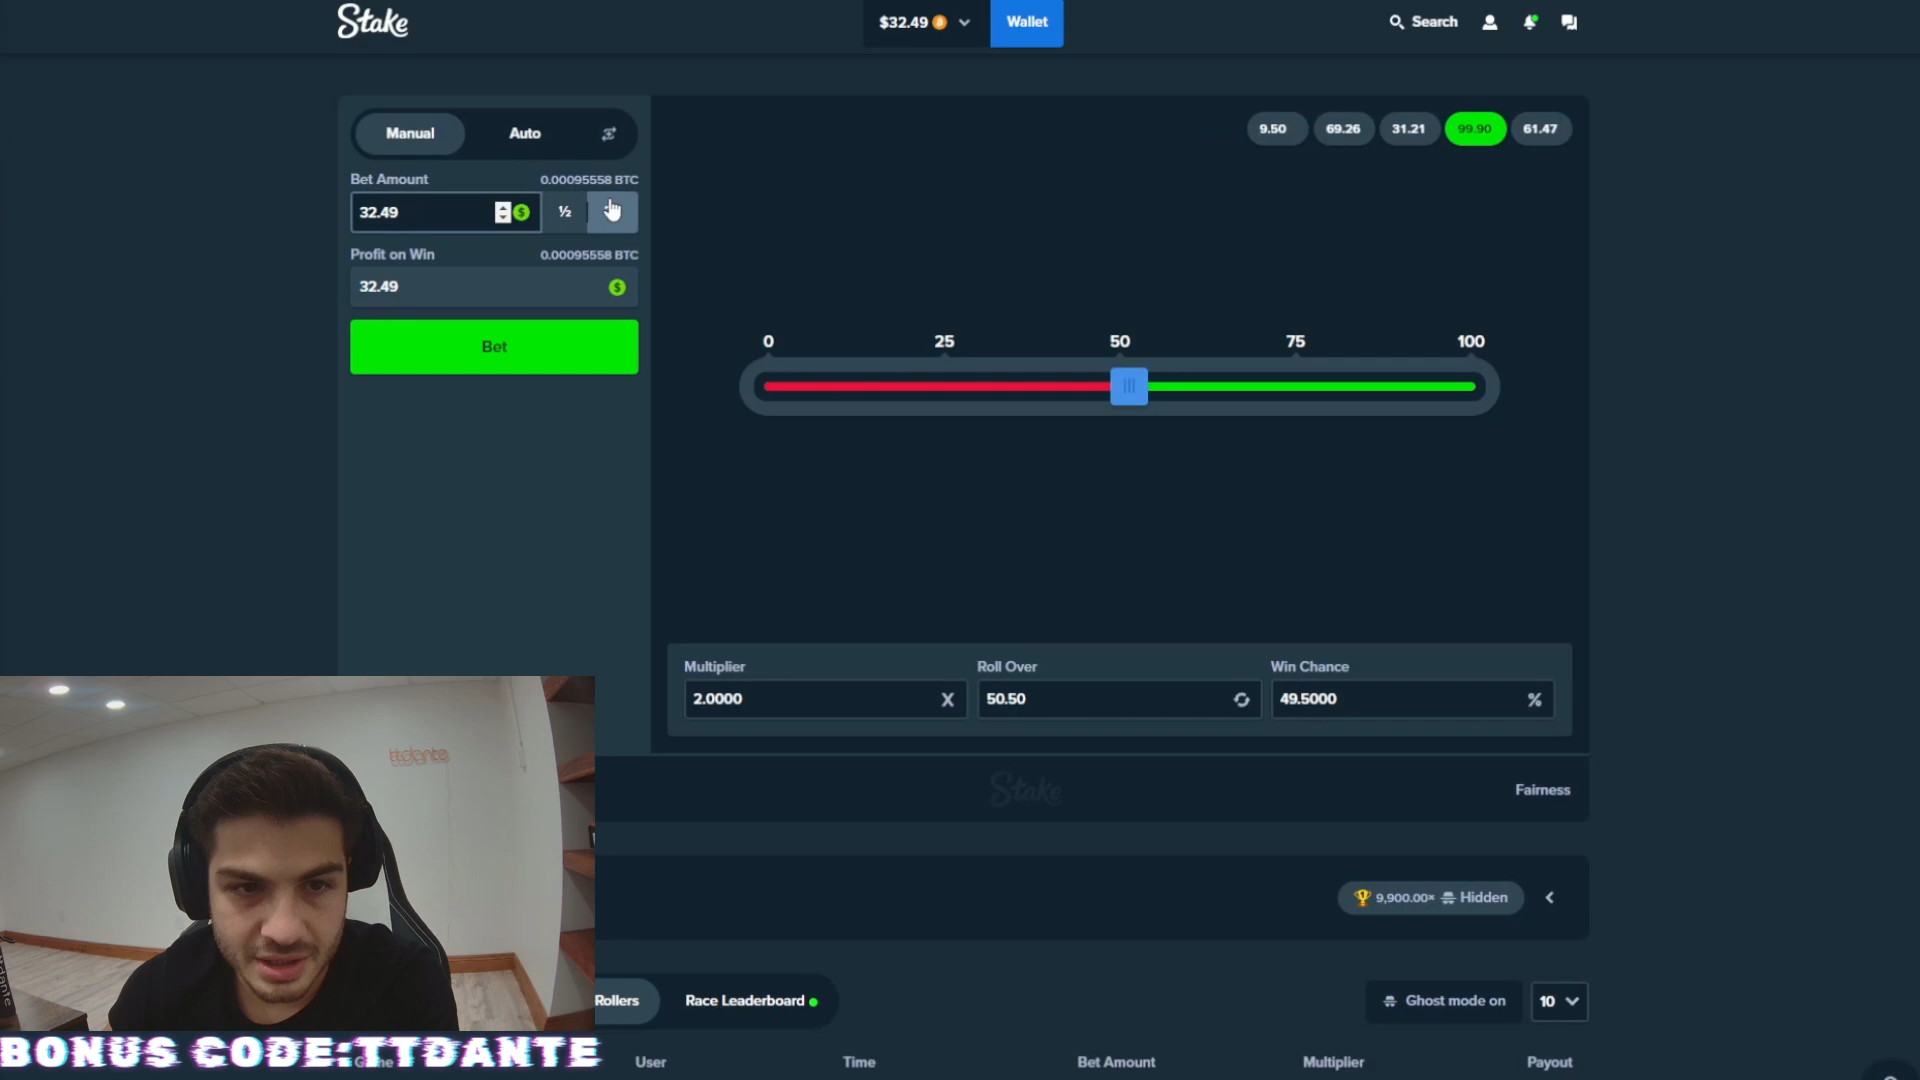 Stake
$32.49
Wallet
Search
Manual
Auto
9.50
69.26
31.21
99.90
61.47
Bet Amount
0.00095558 BTC
32.49
½
Profit on Win
0.00095558 BTC
32.49
Bet
0
25
50
75
100
Multiplier
Roll Over
Win Chance
2.0000
50.50
49.5000
%
ttdante
Stake
Fairness
9,900.00×
Hidden
Rollers
Race Leaderboard
Ghost mode on
10
BONUS CODE:TTDANTE
Game
User
Time
Bet Amount
Multiplier
Payout